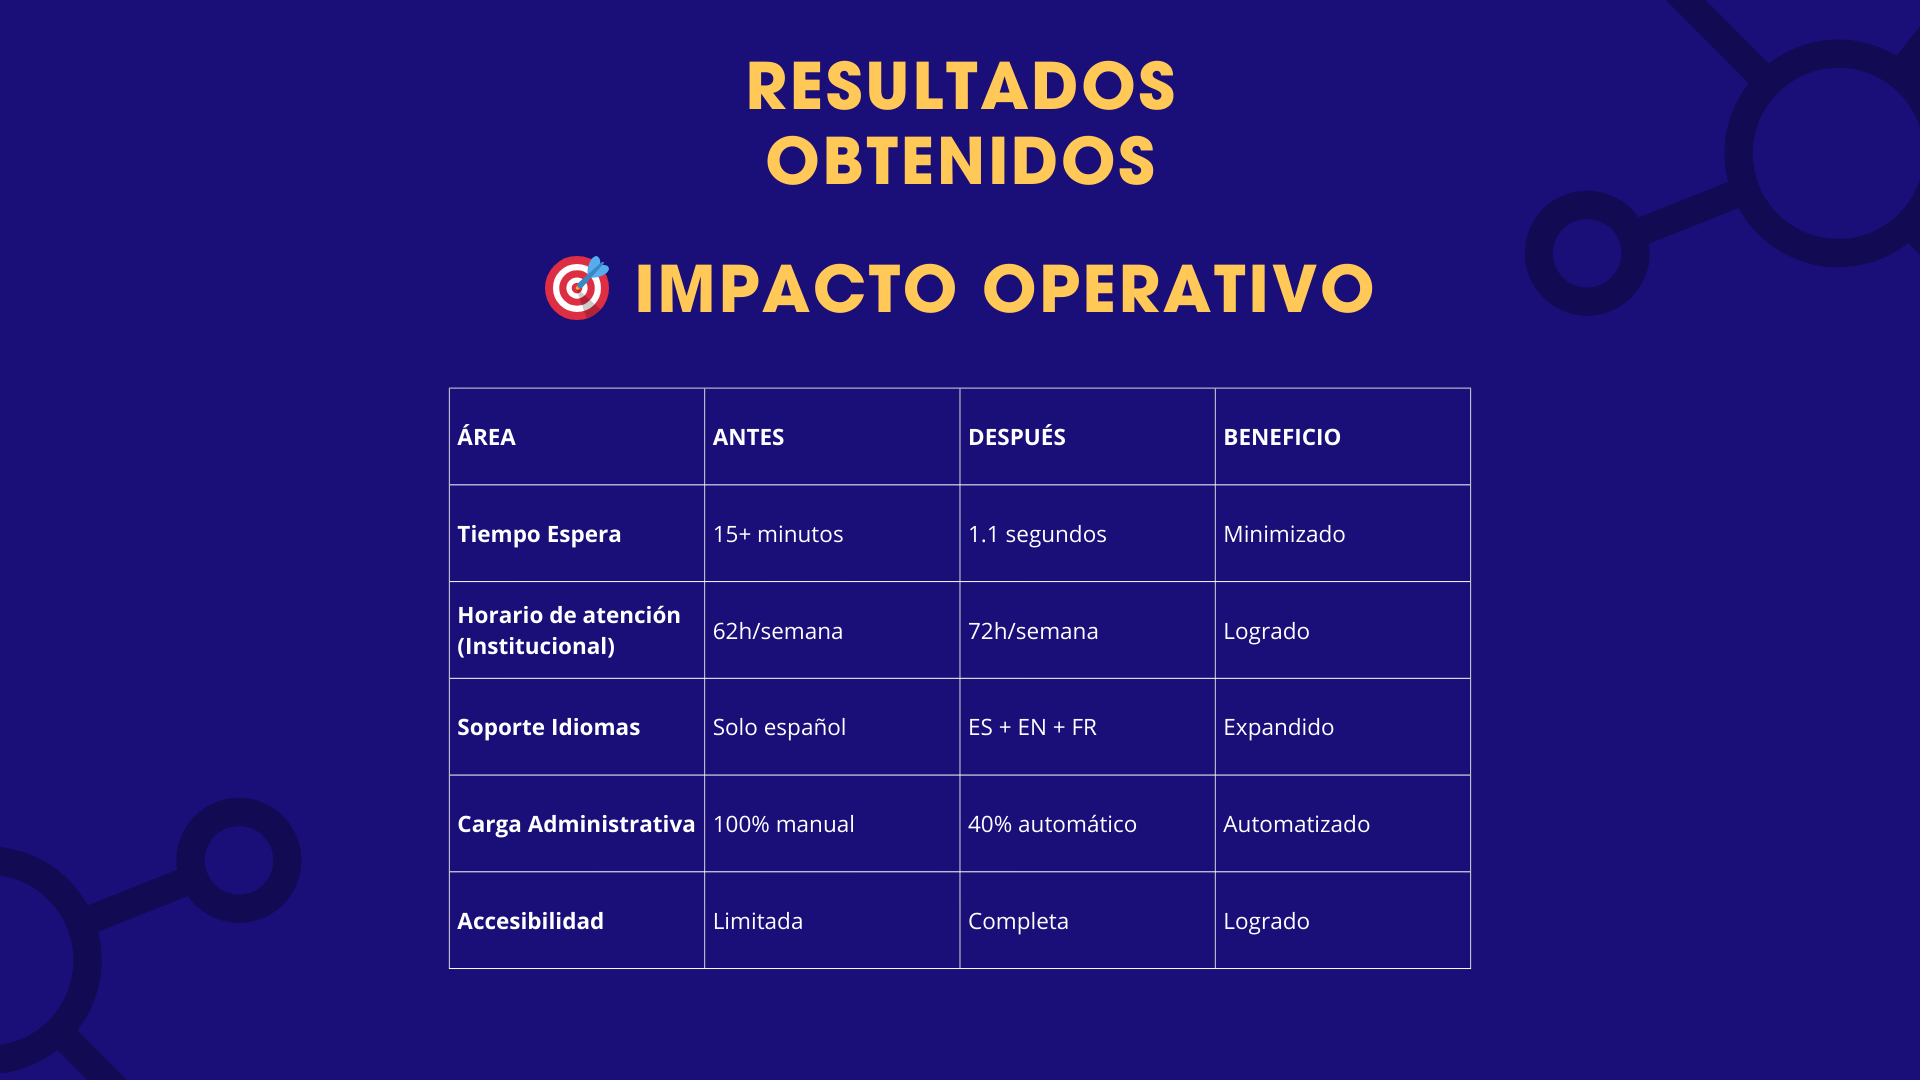 RESULTADOS
OBTENIDOS
🎯 IMPACTO OPERATIVO
ÁREA ANTES DESPUÉS BENEFICIO
Tiempo Espera 15+ minutos 1.1 segundos Minimizado
Horario de atención
(Institucional) 62h/semana 72h/semana Logrado
Soporte Idiomas Solo español ES + EN + FR Expandido
Carga Administrativa 100% manual 40% automático Automatizado
Accesibilidad Limitada Completa Logrado